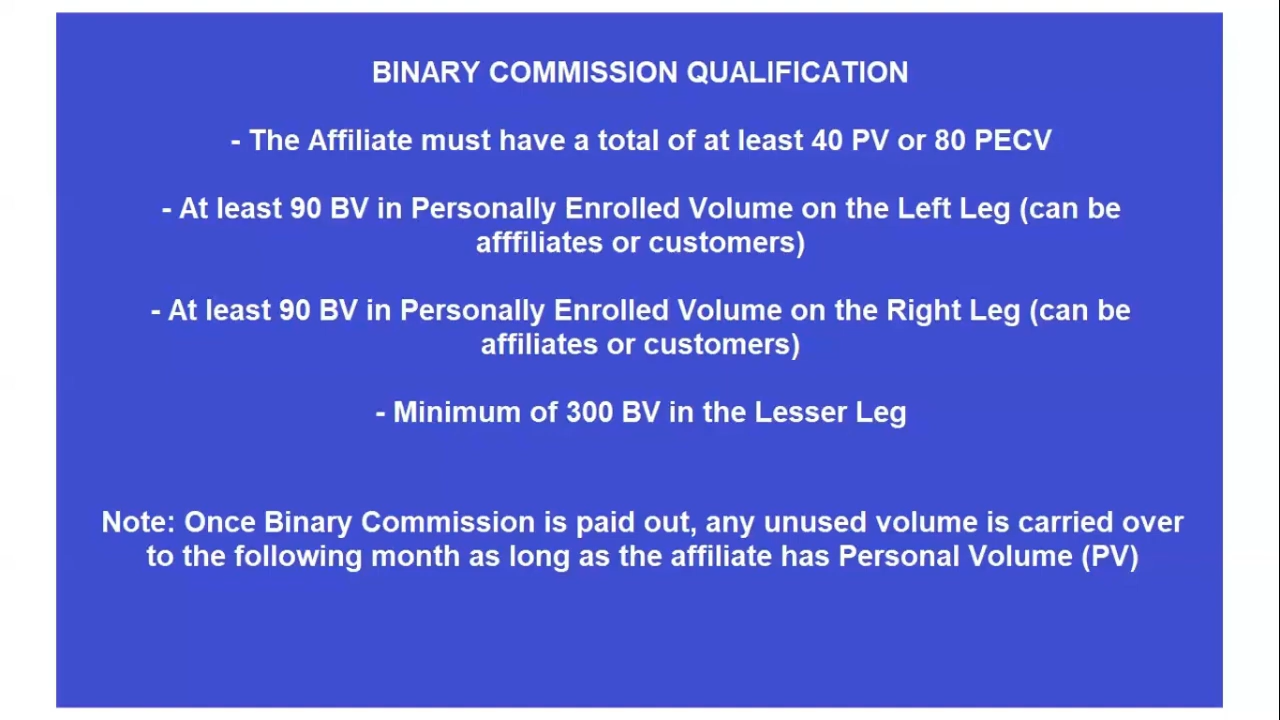 BINARY COMMISSION QUALIFICATION
- The Affiliate must have a total of at least 40 PV or 80 PECV
- At least 90 BV in Personally Enrolled Volume on the Left Leg (can be
afffiliates or customers)
- At least 90 BV in Personally Enrolled Volume on the Right Leg (can be
affiliates or customers)
- Minimum of 300 BV in the Lesser Leg
Note: Once Binary Commission is paid out, any unused volume is carried over
to the following month as long as the affiliate has Personal Volume (PV)